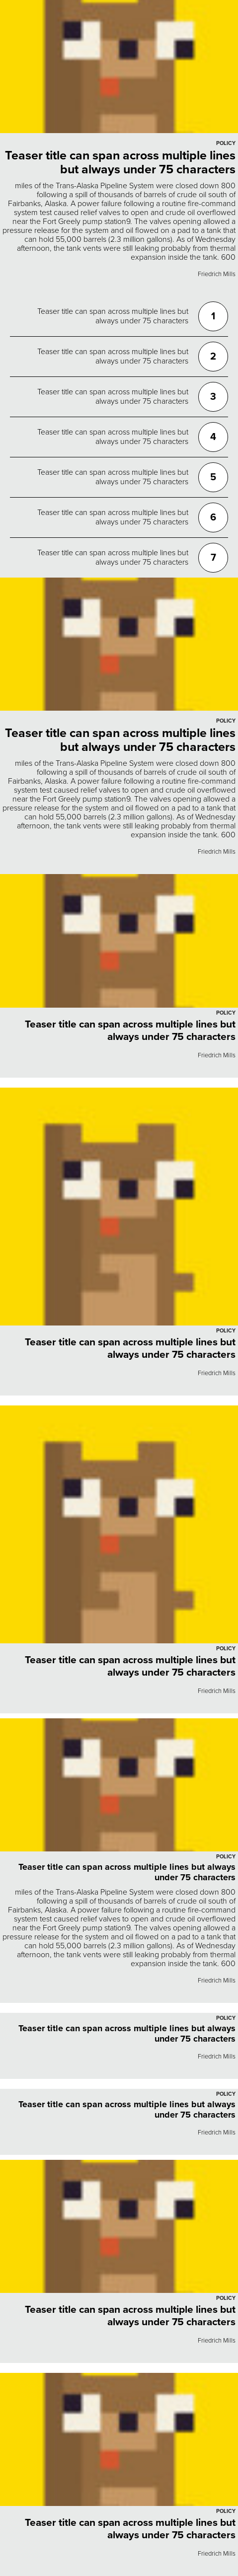 POLICY
Teaser title can span across multiple lines
but always under 75 characters
miles of the Trans-Alaska Pipeline System were closed down 800
following a spill of thousands of barrels of crude oil south of
Fairbanks, Alaska. A power failure following a routine fire-command
system test caused relief valves to open and crude oil overflowed
near the Fort Greely pump station9. The valves opening allowed a
pressure release for the system and oil flowed on a pad to a tank that
can hold 55,000 barrels (2.3 million gallons). As of Wednesday
afternoon, the tank vents were still leaking probably from thermal
expansion inside the tank. 600
Friedrich Mills
Teaser title can span across multiple lines but
always under 75 characters
1
Teaser title can span across multiple lines but
always under 75 characters
2
Teaser title can span across multiple lines but
always under 75 characters
3
Teaser title can span across multiple lines but
always under 75 characters
4
Teaser title can span across multiple lines but
always under 75 characters
5
Teaser title can span across multiple lines but
always under 75 characters
6
Teaser title can span across multiple lines but
always under 75 characters
7
POLICY
Teaser title can span across multiple lines
but always under 75 characters
miles of the Trans-Alaska Pipeline System were closed down 800
following a spill of thousands of barrels of crude oil south of
Fairbanks, Alaska. A power failure following a routine fire-command
system test caused relief valves to open and crude oil overflowed
near the Fort Greely pump station9. The valves opening allowed a
pressure release for the system and oil flowed on a pad to a tank that
can hold 55,000 barrels (2.3 million gallons). As of Wednesday
afternoon, the tank vents were still leaking probably from thermal
expansion inside the tank. 600
Friedrich Mills
POLICY
Teaser title can span across multiple lines but
always under 75 characters
Friedrich Mills
POLICY
Teaser title can span across multiple lines but
always under 75 characters
Friedrich Mills
POLICY
Teaser title can span across multiple lines but
always under 75 characters
Friedrich Mills
POLICY
Teaser title can span across multiple lines but always
under 75 characters
miles of the Trans-Alaska Pipeline System were closed down 800
following a spill of thousands of barrels of crude oil south of
Fairbanks, Alaska. A power failure following a routine fire-command
system test caused relief valves to open and crude oil overflowed
near the Fort Greely pump station9. The valves opening allowed a
pressure release for the system and oil flowed on a pad to a tank that
can hold 55,000 barrels (2.3 million gallons). As of Wednesday
afternoon, the tank vents were still leaking probably from thermal
expansion inside the tank. 600
Friedrich Mills
POLICY
Teaser title can span across multiple lines but always
under 75 characters
Friedrich Mills
POLICY
Teaser title can span across multiple lines but always
under 75 characters
Friedrich Mills
POLICY
Teaser title can span across multiple lines but
always under 75 characters
Friedrich Mills
POLICY
Teaser title can span across multiple lines but
always under 75 characters
Friedrich Mills